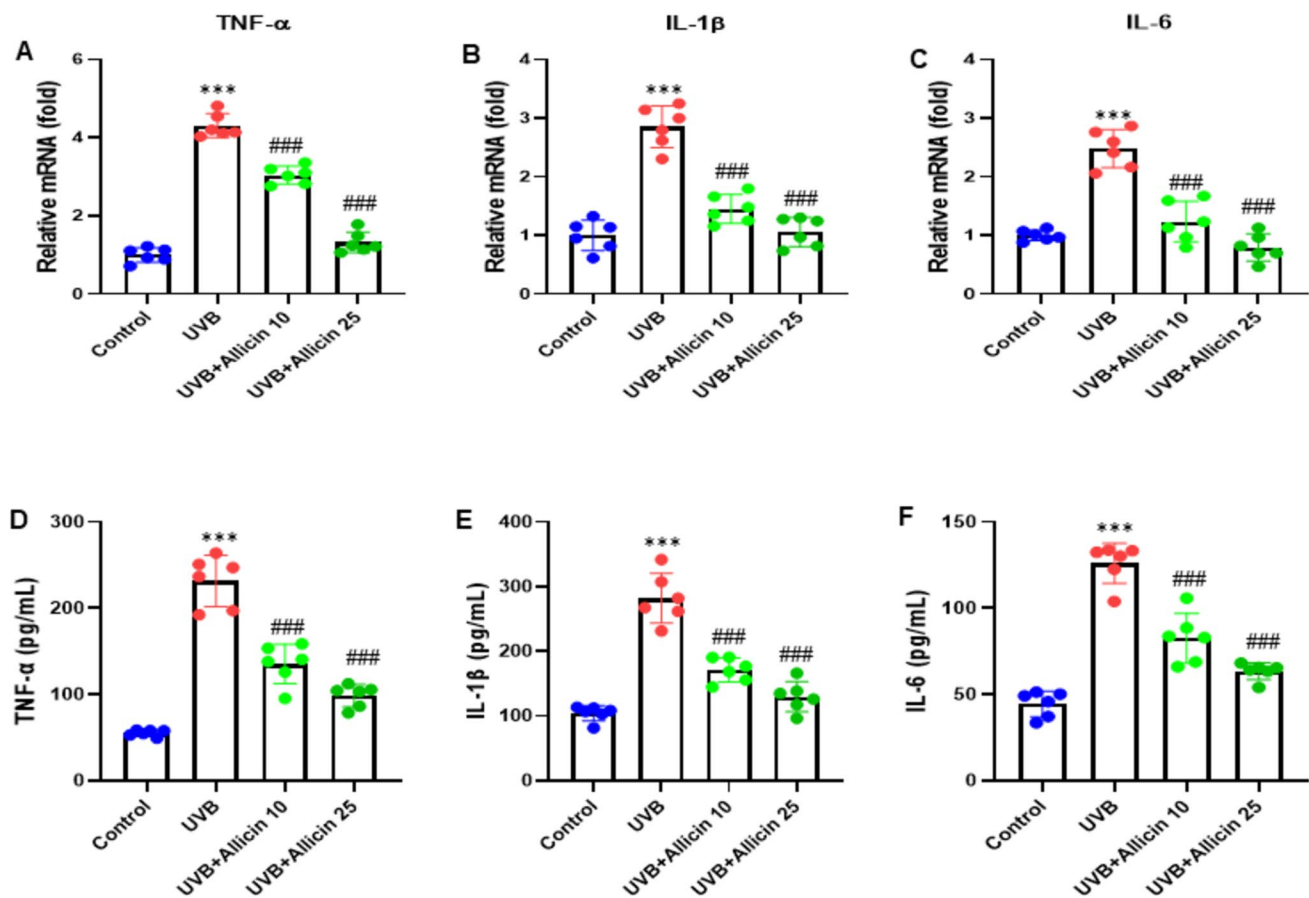 TNF-α
IL-1β
IL-6
A
Relative mRNA (fold)
6
4
2
0
***
###
###
Control
UVB
UVB+Allicin 10
UVB+Allicin 25
B
Relative mRNA (fold)
4
3
2
1
0
***
###
###
Control
UVB
UVB+Allicin 10
UVB+Allicin 25
C
Relative mRNA (fold)
4
3
2
1
0
***
###
###
Control
UVB
UVB+Allicin 10
UVB+Allicin 25
D
TNF-α (pg/mL)
300
200
100
0
***
###
###
Control
UVB
UVB+Allicin 10
UVB+Allicin 25
E
IL-1β (pg/mL)
400
300
200
100
0
***
###
###
Control
UVB
UVB+Allicin 10
UVB+Allicin 25
F
IL-6 (pg/mL)
150
100
50
0
***
###
###
Control
UVB
UVB+Allicin 10
UVB+Allicin 25